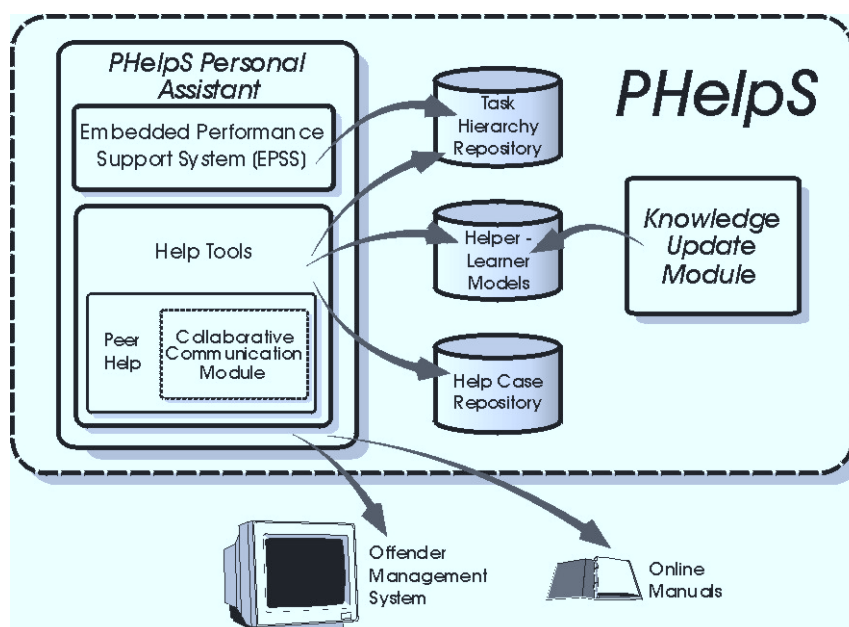 PHelpS Personal
Assistant
Embedded Performance
Support System (EPSS)
Help Tools
Peer
Help
Collaborative
Communication
Module
Task
Hierarchy
Repository
Helper -
Learner
Models
Help Case
Repository
PHelpS
Knowledge
Update
Module
Offender
Management
System
Online
Manuals